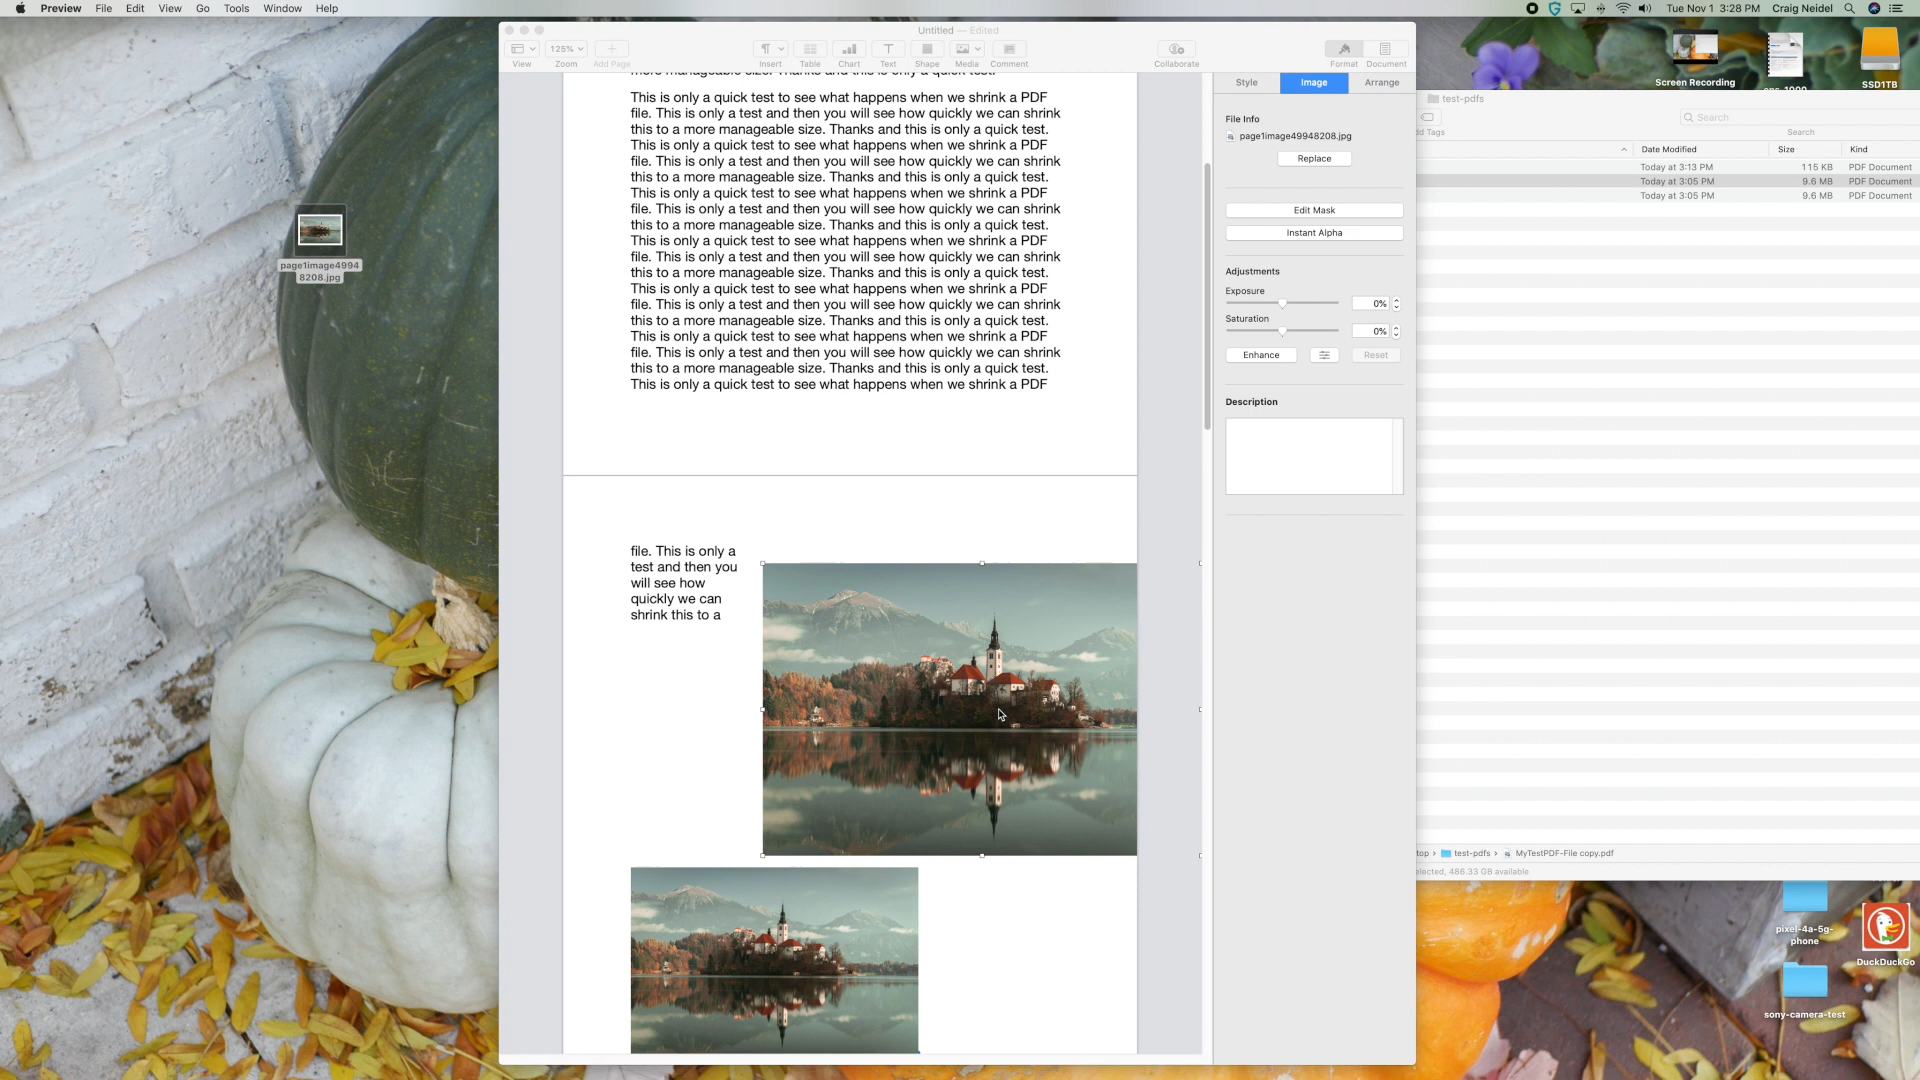 Preview File Edit View Go Tools Window Help
Tue Nov 1 3:28 PM Craig Neidel
Untitled — Edited
125%
View Zoom Add Page Insert Table Chart Text Shape Media Comment Collaborate Format Document
This is only a quick test to see what happens when we shrink a PDF
file. This is only a test and then you will see how quickly we can shrink
this to a more manageable size. Thanks and this is only a quick test.
This is only a quick test to see what happens when we shrink a PDF
file. This is only a test and then you will see how quickly we can shrink
this to a more manageable size. Thanks and this is only a quick test.
This is only a quick test to see what happens when we shrink a PDF
file. This is only a test and then you will see how quickly we can shrink
this to a more manageable size. Thanks and this is only a quick test.
This is only a quick test to see what happens when we shrink a PDF
file. This is only a test and then you will see how quickly we can shrink
this to a more manageable size. Thanks and this is only a quick test.
This is only a quick test to see what happens when we shrink a PDF
file. This is only a test and then you will see how quickly we can shrink
this to a more manageable size. Thanks and this is only a quick test.
This is only a quick test to see what happens when we shrink a PDF
file. This is only a test and then you will see how quickly we can shrink
this to a more manageable size. Thanks and this is only a quick test.
This is only a quick test to see what happens when we shrink a PDF
file. This is only a
test and then you
will see how
quickly we can
shrink this to a
Style Image Arrange
File Info
page1image49948208.jpg
Replace
Edit Mask
Instant Alpha
Adjustments
Exposure
0%
Saturation
0%
Enhance Reset
Description
page1image4994
8208.jpg
Screen Recording
SSD1TB
test-pdfs
Search
dd Tags Search
Date Modified Size Kind
Today at 3:13 PM 115 KB PDF Document
Today at 3:05 PM 9.6 MB PDF Document
Today at 3:05 PM 9.6 MB PDF Document
top › test-pdfs › MyTestPDF-File copy.pdf
elected, 486.33 GB available
pixel-4a-5g-
phone
DuckDuckGo
sony-camera-test